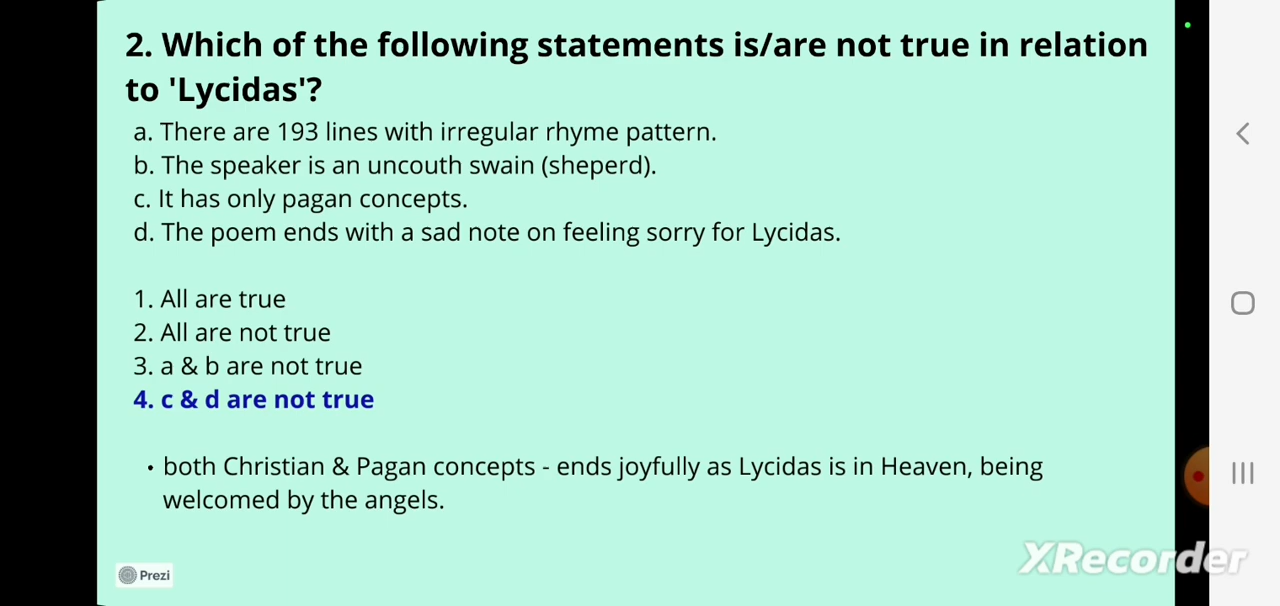 2. Which of the following statements is/are not true in relation
to 'Lycidas'?
a. There are 193 lines with irregular rhyme pattern.
b. The speaker is an uncouth swain (sheperd).
c. It has only pagan concepts.
d. The poem ends with a sad note on feeling sorry for Lycidas.
1. All are true
2. All are not true
3. a & b are not true
4. c & d are not true
• both Christian & Pagan concepts - ends joyfully as Lycidas is in Heaven, being
welcomed by the angels.
XRecorder
Prezi